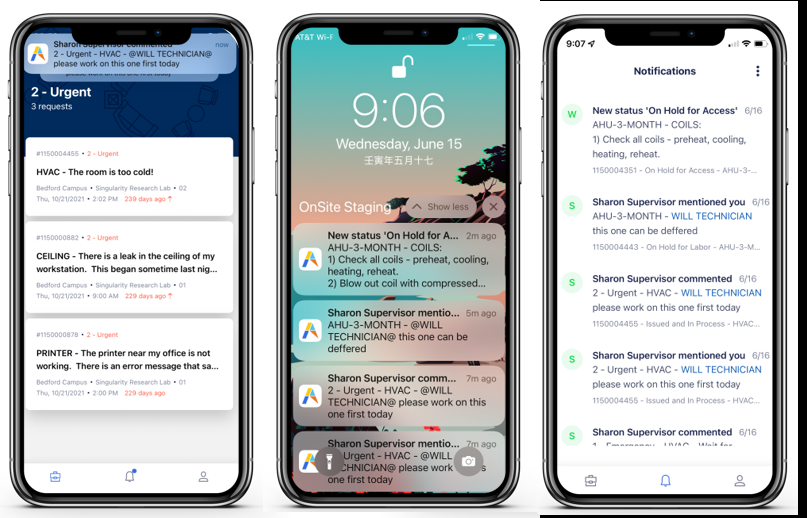 Sharon Supervisor commented now
2 - Urgent - HVAC - @WILL TECHNICIAN@
please work on this one first today
please work on this one first today
2 - Urgent
3 requests
#1150004455 • 2 - Urgent
HVAC - The room is too cold!
Bedford Campus • Singularity Research Lab • 02
Thu, 10/21/2021 • 2:02 PM 239 days ago
#1150000882 • 2 - Urgent
CEILING - There is a leak in the ceiling of my
workstation. This began sometime last nig...
Bedford Campus • Singularity Research Lab • 01
Thu, 10/21/2021 • 9:00 AM 229 days ago
#1150000878 • 2 - Urgent
PRINTER - The printer near my office is not
working. There is an error message that sa...
Bedford Campus • Singularity Research Lab • 01
Thu, 10/21/2021 • 2:00 PM 229 days ago
AT&T Wi-F
9:06
Wednesday, June 15
壬寅年五月十七
OnSite Staging
Show less
New status 'On Hold for A... 2m ago
AHU-3-MONTH - COILS:
1) Check all coils - preheat, cooling,
heating, reheat.
2) Blow out coil with compressed...
Sharon Supervisor mentio... 5m ago
AHU-3-MONTH - @WILL
TECHNICIAN@ this one can be
deffered
Sharon Supervisor comm... 7m ago
2 - Urgent - HVAC - @WILL
TECHNICIAN@ please work on this
one first today
Sharon Supervisor mentio... 7m ago
Urgent - HVAC - @WILL
TECHNICIAN@ please work
one first today
9:07
Notifications
W
New status 'On Hold for Access' 6/16
AHU-3-MONTH - COILS:
1) Check all coils - preheat, cooling,
heating, reheat.
1150004351 - On Hold for Access - AHU-3-...
S
Sharon Supervisor mentioned you 6/16
AHU-3-MONTH - WILL TECHNICIAN
this one can be deffered
1150004443 - On Hold for Labor - AHU-3-M...
S
Sharon Supervisor commented 6/16
2 - Urgent - HVAC - WILL TECHNICIAN
please work on this one first today
1150004455 - Issued and In Process - HVAC...
S
Sharon Supervisor mentioned you 6/16
2 - Urgent - HVAC - WILL TECHNICIAN
please work on this one first today
1150004455 - Issued and In Process - HVAC...
S
Sharon Supervisor commented 6/16
1 - Emergency - HVAC - Wait for